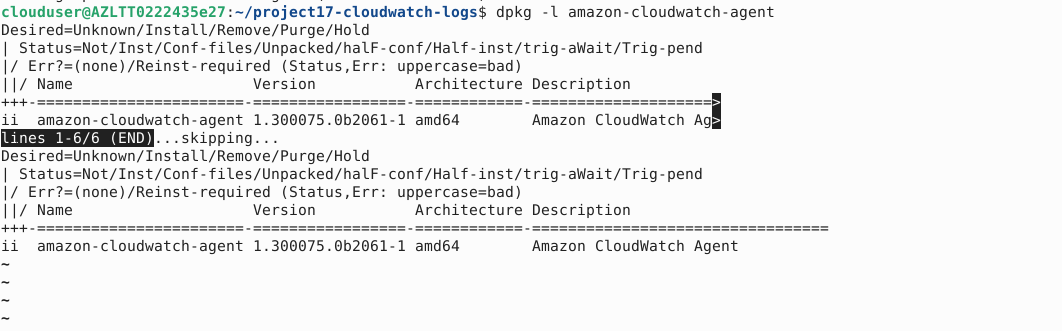 clouduser@AZLTT0222435e27:~/project17-cloudwatch-logs$ dpkg -l amazon-cloudwatch-agent
Desired=Unknown/Install/Remove/Purge/Hold
| Status=Not/Inst/Conf-files/Unpacked/halF-conf/Half-inst/trig-aWait/Trig-pend
|/ Err?=(none)/Reinst-required (Status,Err: uppercase=bad)
||/ Name                    Version           Architecture Description
+++-=======================-=================-============-====================>
ii  amazon-cloudwatch-agent 1.300075.0b2061-1 amd64        Amazon CloudWatch Ag>
lines 1-6/6 (END)...skipping...
Desired=Unknown/Install/Remove/Purge/Hold
| Status=Not/Inst/Conf-files/Unpacked/halF-conf/Half-inst/trig-aWait/Trig-pend
|/ Err?=(none)/Reinst-required (Status,Err: uppercase=bad)
||/ Name                    Version           Architecture Description
+++-=======================-=================-============-=================================
ii  amazon-cloudwatch-agent 1.300075.0b2061-1 amd64        Amazon CloudWatch Agent
~
~
~
~